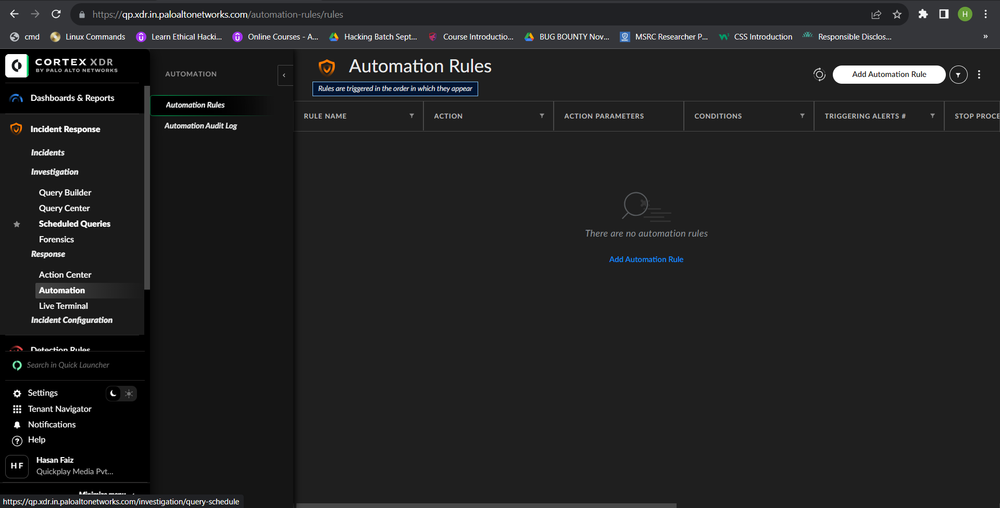 https://qp.xdr.in.paloaltonetworks.com/automation-rules/rules
H
cmd
Linux Commands
Learn Ethical Hacki...
Online Courses - A...
Hacking Batch Sept...
Course Introductio...
BUG BOUNTY Nov...
MSRC Researcher P...
CSS Introduction
Responsible Disclos...
»
CORTEX XDR
BY PALO ALTO NETWORKS
Dashboards & Reports
Incident Response
Incidents
Investigation
Query Builder
Query Center
Scheduled Queries
Forensics
Response
Action Center
Automation
Live Terminal
Incident Configuration
Detection Rules
Search in Quick Launcher
Settings
Tenant Navigator
Notifications
Help
HF
Hasan Faiz
Quickplay Media Pvt...
Minimize menu
https://qp.xdr.in.paloaltonetworks.com/investigation/query-schedule
AUTOMATION
Automation Rules
Automation Audit Log
Automation Rules
Rules are triggered in the order in which they appear
Add Automation Rule
RULE NAME
ACTION
ACTION PARAMETERS
CONDITIONS
TRIGGERING ALERTS #
STOP PROCE
There are no automation rules
Add Automation Rule